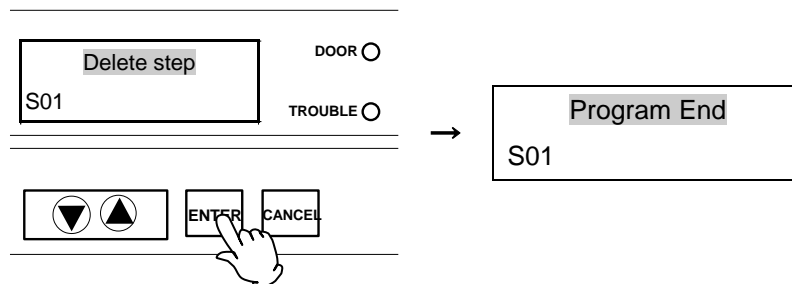 Delete step
S01
DOOR
TROUBLE
→
Program End
S01
ENTER
CANCEL